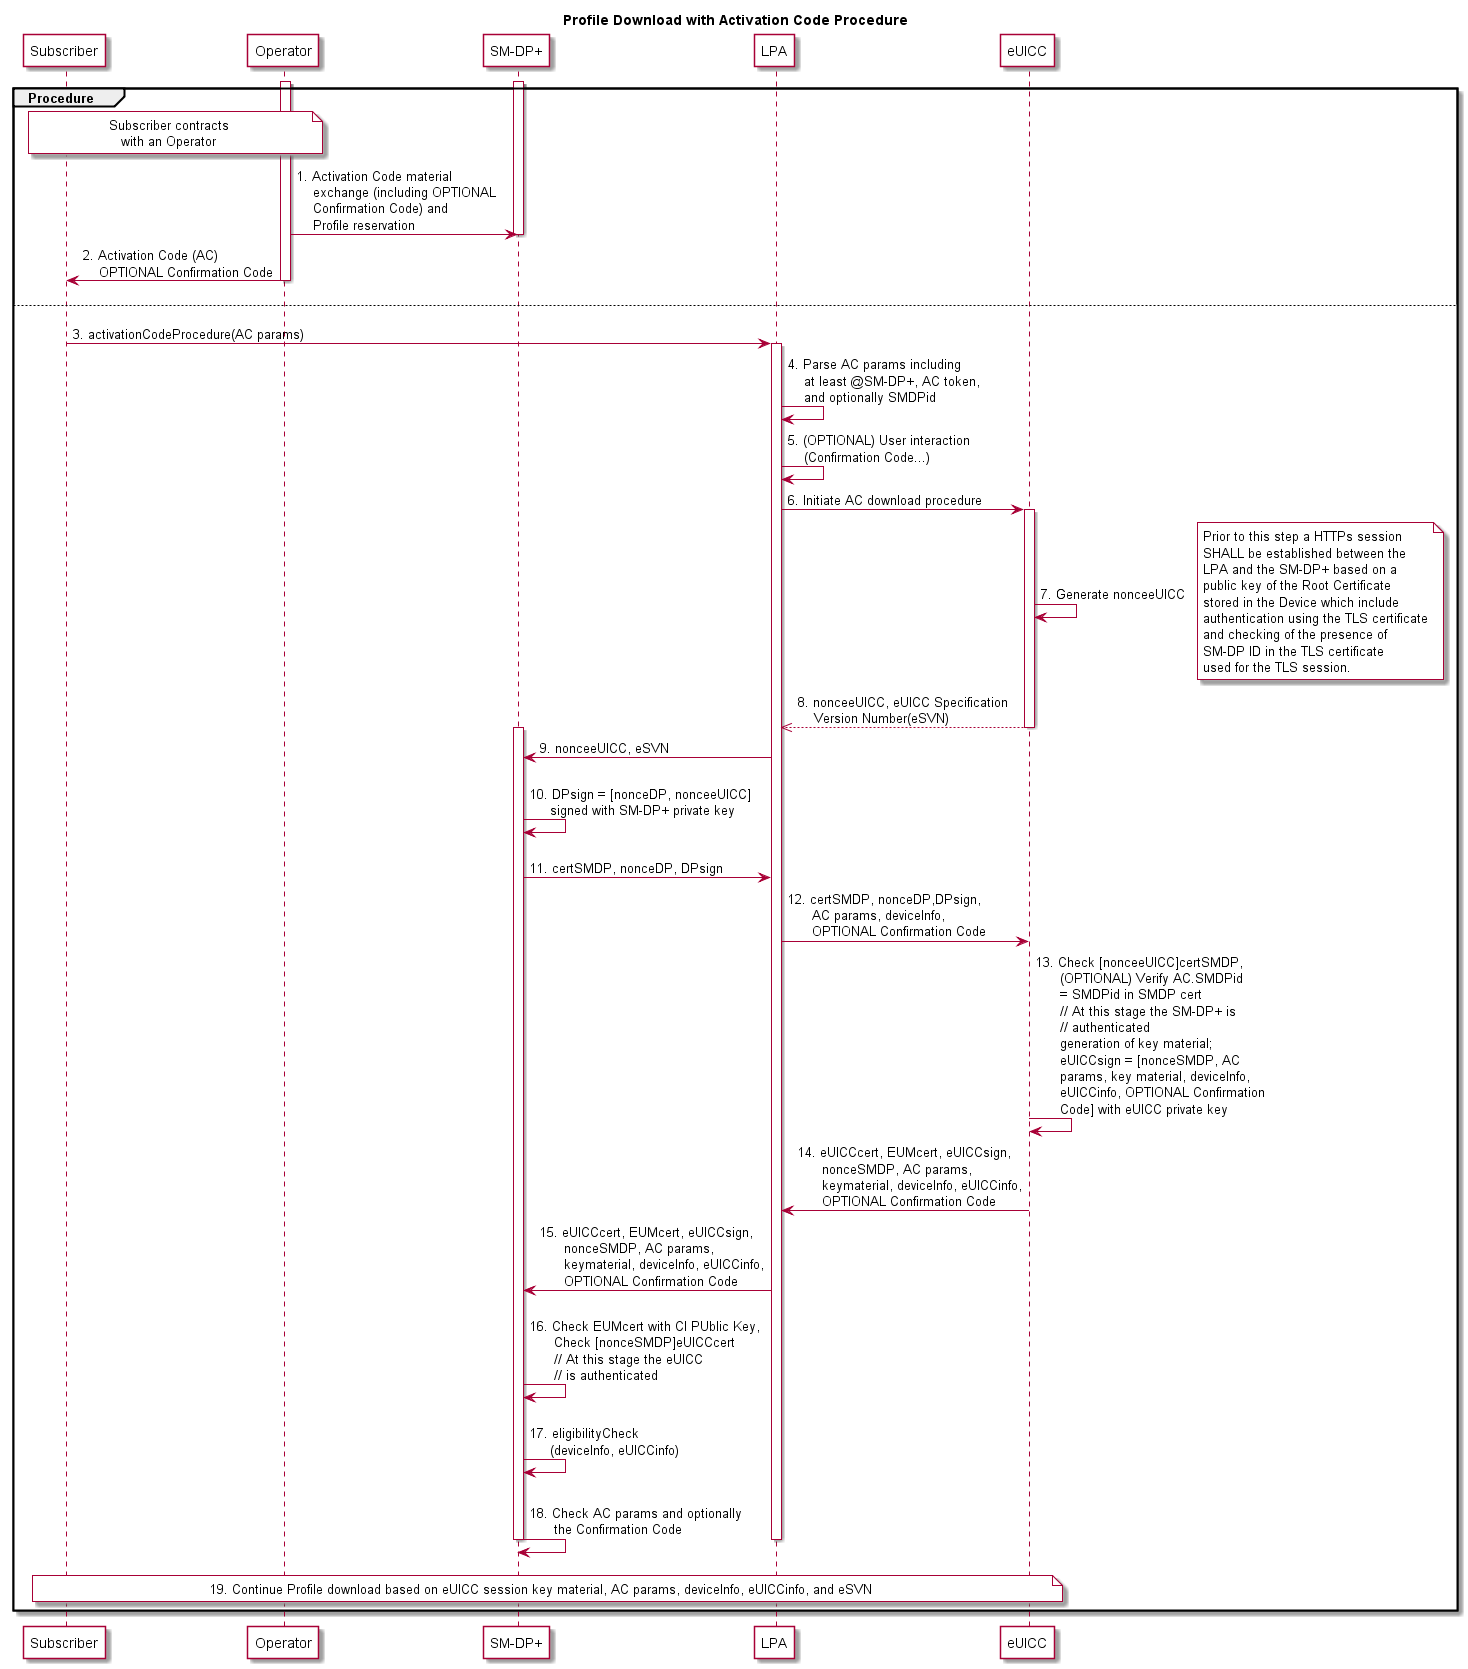 Profile Download with Activation Code Procedure
Subscriber
Operator
SM-DP+
LPA
eUICC
Procedure
Subscriber contracts
with an Operator
1. Activation Code material
exchange (including OPTIONAL
Confirmation Code) and
Profile reservation
2. Activation Code (AC)
OPTIONAL Confirmation Code
3. activationCodeProcedure(AC params)
4. Parse AC params including
at least @SM-DP+, AC token,
and optionally SMDPid
5. (OPTIONAL) User interaction
(Confirmation Code...)
6. Initiate AC download procedure
Prior to this step a HTTPs session
SHALL be established between the
LPA and the SM-DP+ based on a
public key of the Root Certificate
stored in the Device which include
authentication using the TLS certificate
and checking of the presence of
SM-DP ID in the TLS certificate
used for the TLS session.
7. Generate nonceeUICC
8. nonceeUICC, eUICC Specification
Version Number(eSVN)
9. nonceeUICC, eSVN
10. DPsign = [nonceDP, nonceeUICC]
signed with SM-DP+ private key
11. certSMDP, nonceDP, DPsign
12. certSMDP, nonceDP,DPsign,
AC params, deviceInfo,
OPTIONAL Confirmation Code
13. Check [nonceeUICC]certSMDP,
(OPTIONAL) Verify AC.SMDPid
= SMDPid in SMDP cert
// At this stage the SM-DP+ is
// authenticated
generation of key material;
eUICCsign = [nonceSMDP, AC
params, key material, deviceInfo,
eUICCinfo, OPTIONAL Confirmation
Code] with eUICC private key
14. eUICCcert, EUMcert, eUICCsign,
nonceSMDP, AC params,
keymaterial, deviceInfo, eUICCinfo,
OPTIONAL Confirmation Code
15. eUICCcert, EUMcert, eUICCsign,
nonceSMDP, AC params,
keymaterial, deviceInfo, eUICCinfo,
OPTIONAL Confirmation Code
16. Check EUMcert with CI PUblic Key,
Check [nonceSMDP]eUICCcert
// At this stage the eUICC
// is authenticated
17. eligibilityCheck
(deviceInfo, eUICCinfo)
18. Check AC params and optionally
the Confirmation Code
19. Continue Profile download based on eUICC session key material, AC params, deviceInfo, eUICCinfo, and eSVN
Subscriber
Operator
SM-DP+
LPA
eUICC